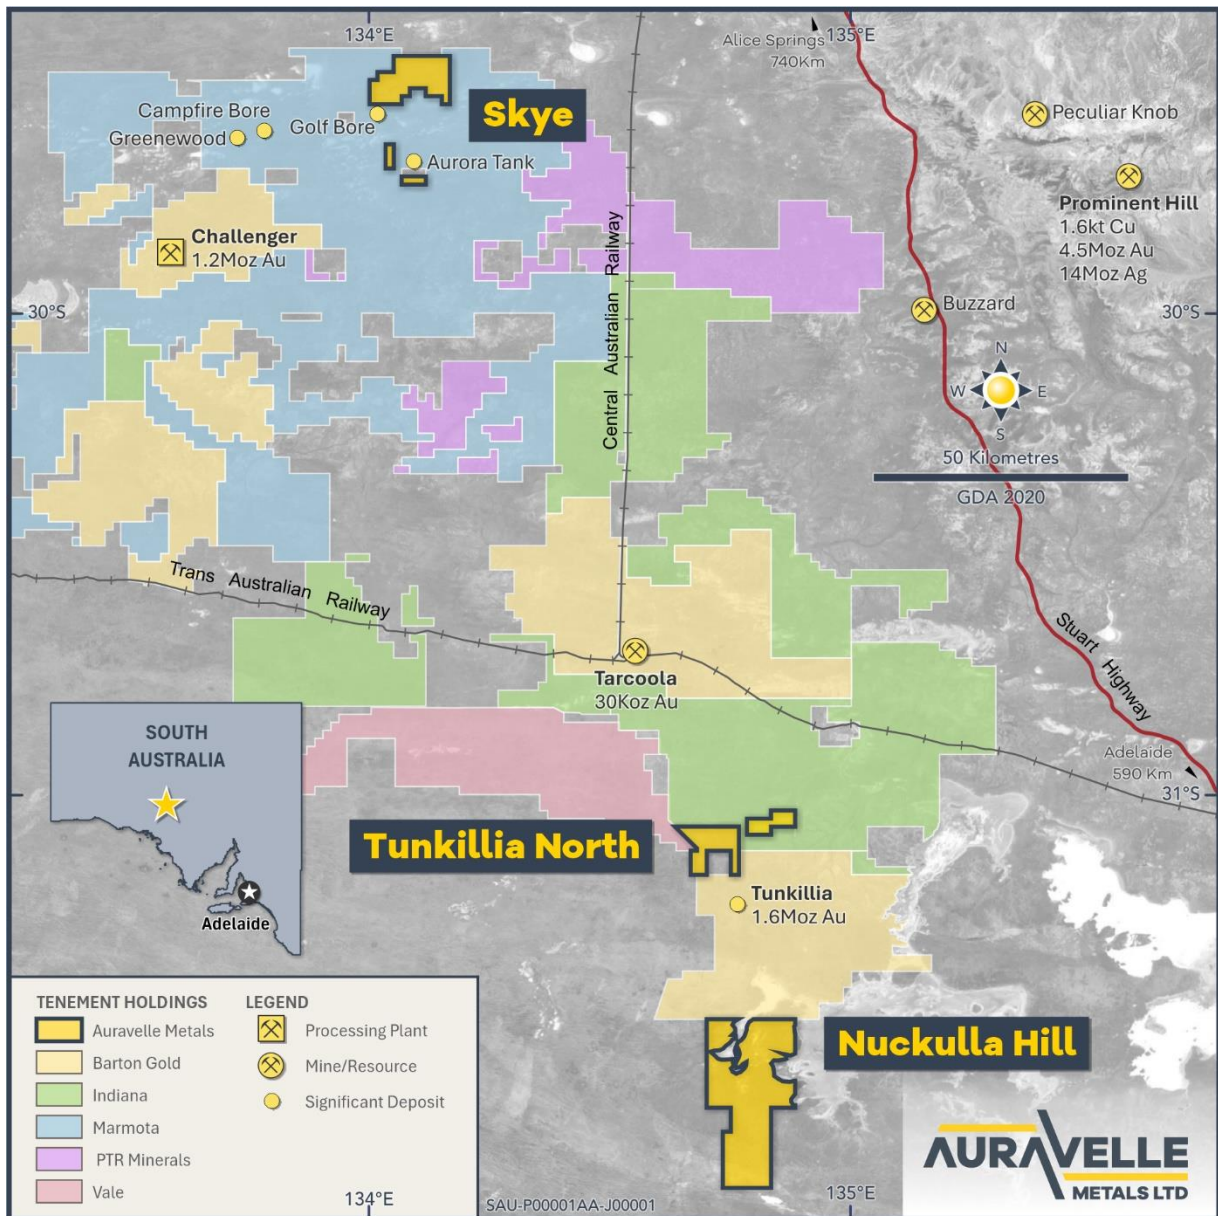 134°E
135°E
Alice Springs
740Km
Campfire Bore
Greenewood
Golf Bore
Skye
Aurora Tank
Peculiar Knob
Prominent Hill
1.6kt Cu
4.5Moz Au
14Moz Ag
Challenger
1.2Moz Au
Central Australian Railway
30°S
Buzzard
30°S
N
W
E
S
50 Kilometres
GDA 2020
Trans Australian Railway
Stuart Highway
Tarcoola
30Koz Au
SOUTH
AUSTRALIA
Adelaide
Adelaide
590 Km
31°S
Tunkillia North
Tunkillia
1.6Moz Au
Nuckulla Hill
TENEMENT HOLDINGS
Auravelle Metals
Barton Gold
Indiana
Marmota
PTR Minerals
Vale
LEGEND
Processing Plant
Mine/Resource
Significant Deposit
134°E
SAU-P00001AA-J00001
135°E
AURAVELLE
METALS LTD